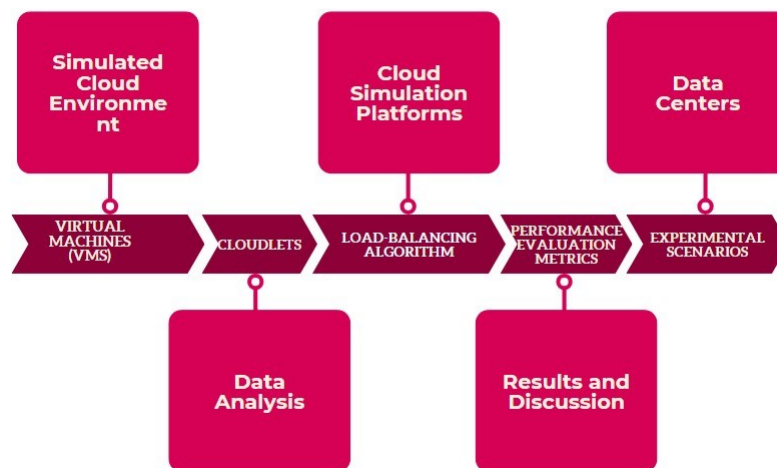 Simulated
Cloud
Environme
nt
Cloud
Simulation
Platforms
Data
Centers
VIRTUAL
MACHINES
(VMS)
CLOUDLETS
LOAD-BALANCING
ALGORITHM
PERFORMANCE
EVALUATION
METRICS
EXPERIMENTAL
SCENARIOS
Data
Analysis
Results and
Discussion